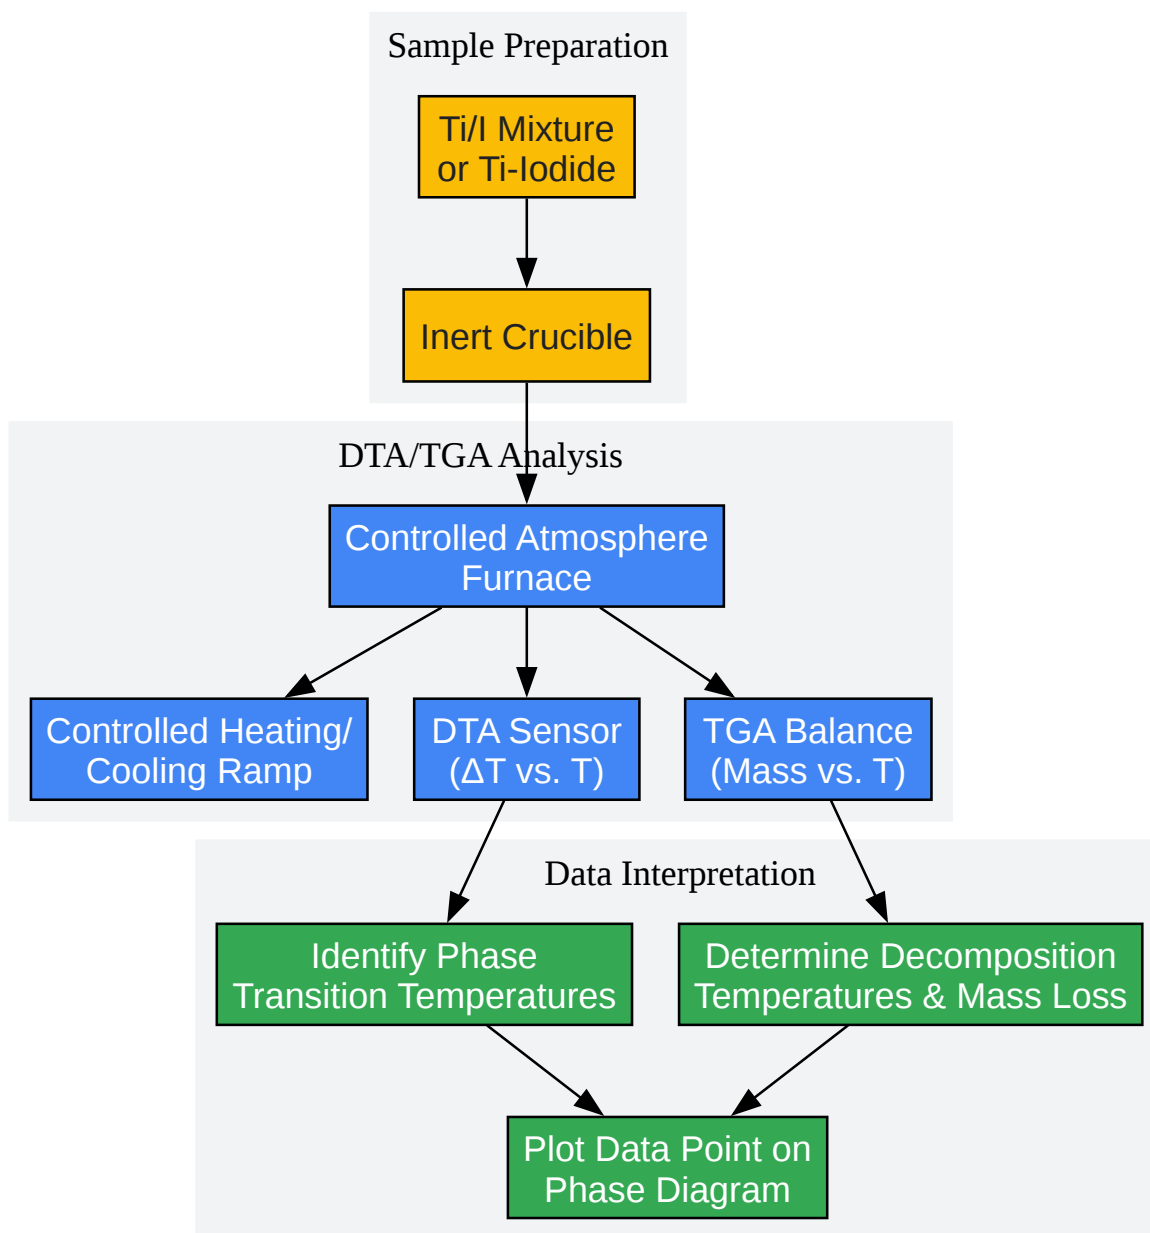 Sample Preparation
Ti/I Mixture
or Ti-Iodide
Inert Crucible
DTA/TGA Analysis
Controlled Atmosphere
Furnace
Controlled Heating/
Cooling Ramp
DTA Sensor
(ΔT vs. T)
TGA Balance
(Mass vs. T)
Data Interpretation
Identify Phase
Transition Temperatures
Determine Decomposition
Temperatures & Mass Loss
Plot Data Point on
Phase Diagram